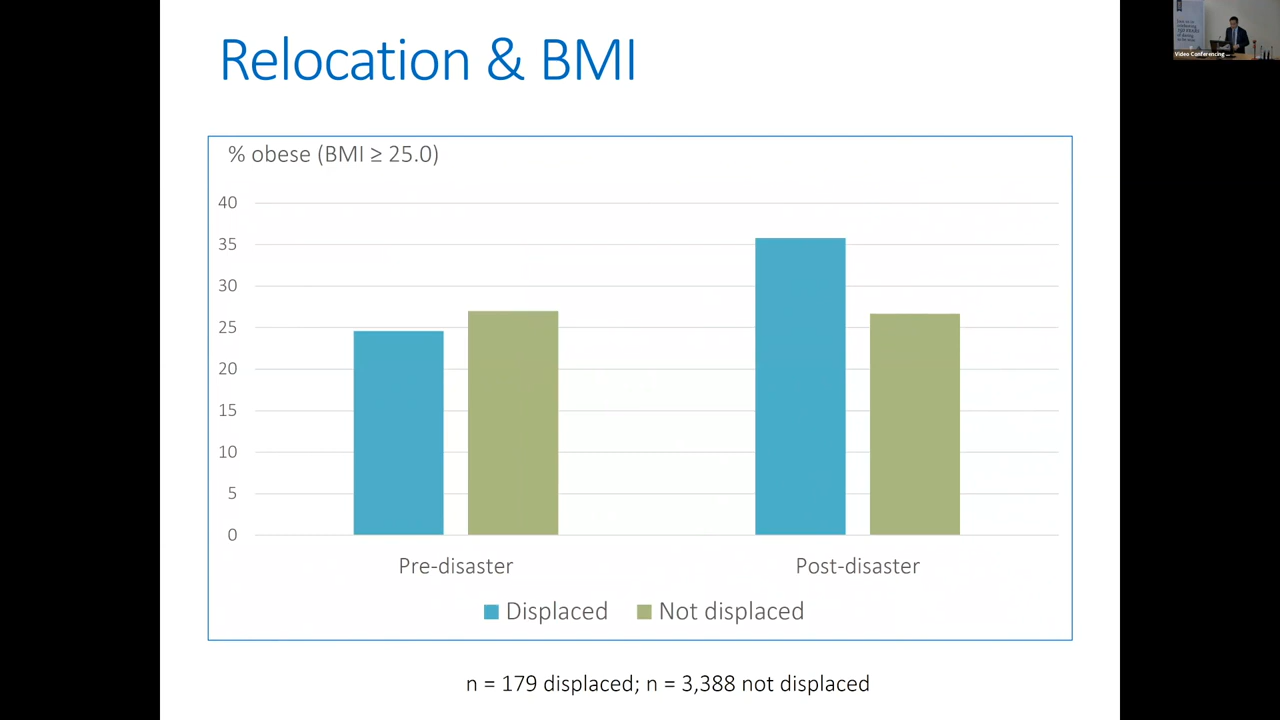 Relocation & BMI
% obese (BMI ≥ 25.0)
40
35
30
25
20
15
10
5
0
Pre-disaster
Post-disaster
Displaced
Not displaced
n = 179 displaced; n = 3,388 not displaced
Video Conferencing ...